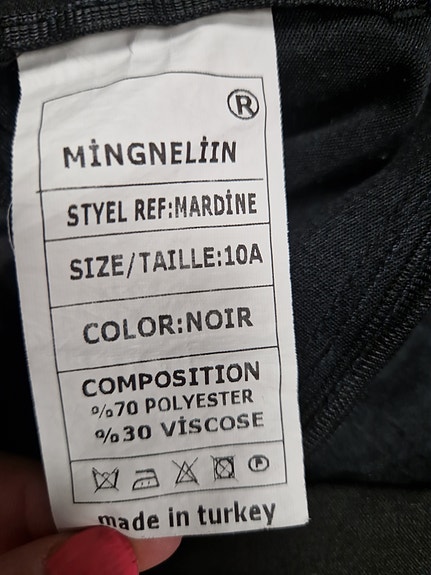 ®
MİNGNELİIN
STYEL REF:MARDİNE
SIZE/TAILLE:10A
COLOR:NOIR
COMPOSITION
%70 POLYESTER
%30 VİSCOSE
P
made in turkey